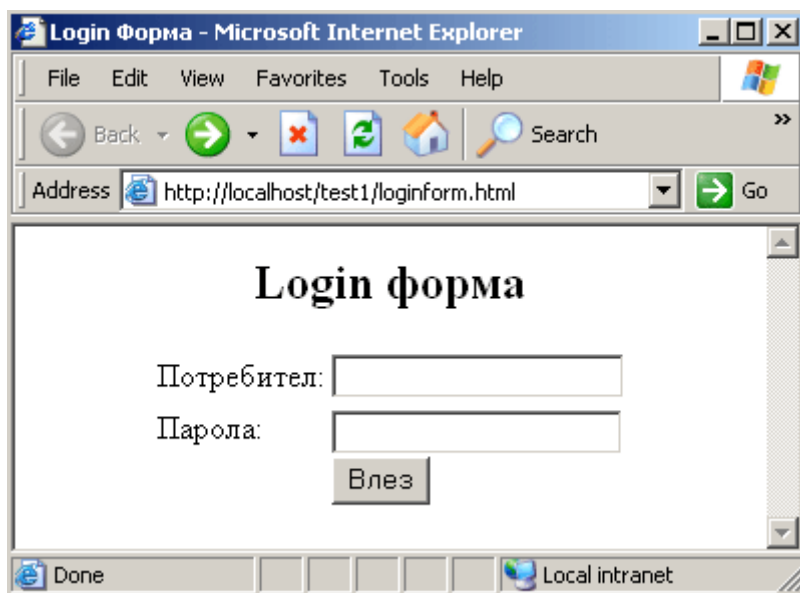 Login Форма - Microsoft Internet Explorer
File Edit View Favorites Tools Help
Back Search »
Address http://localhost/test1/loginform.html Go
Login форма
Потребител:
Парола:
Влез
Done Local intranet